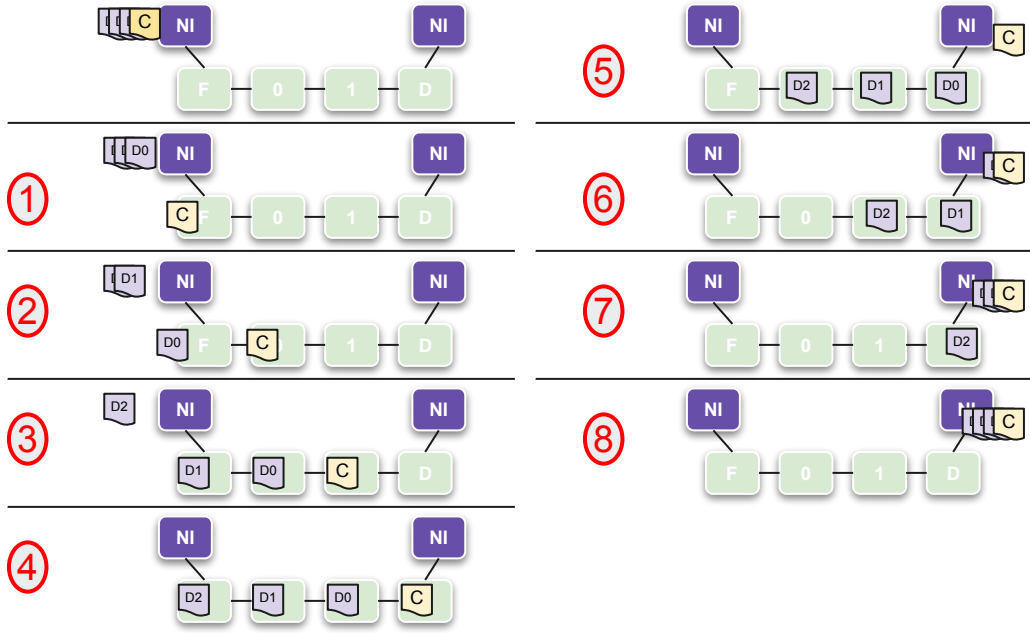 D C NI
F 0 1 D
1
D0 NI NI
C F 0 1 D
2
D1 NI NI
D0 F C 1 D
3
D2 NI NI
D1 D0 C D
4
NI NI
D2 D1 D0 C
5
NI NI C
F D2 D1 D0
6
NI NI C
F 0 D2 D1
7
NI NI C
F 0 1 D2
8
NI NI C
F 0 1 D